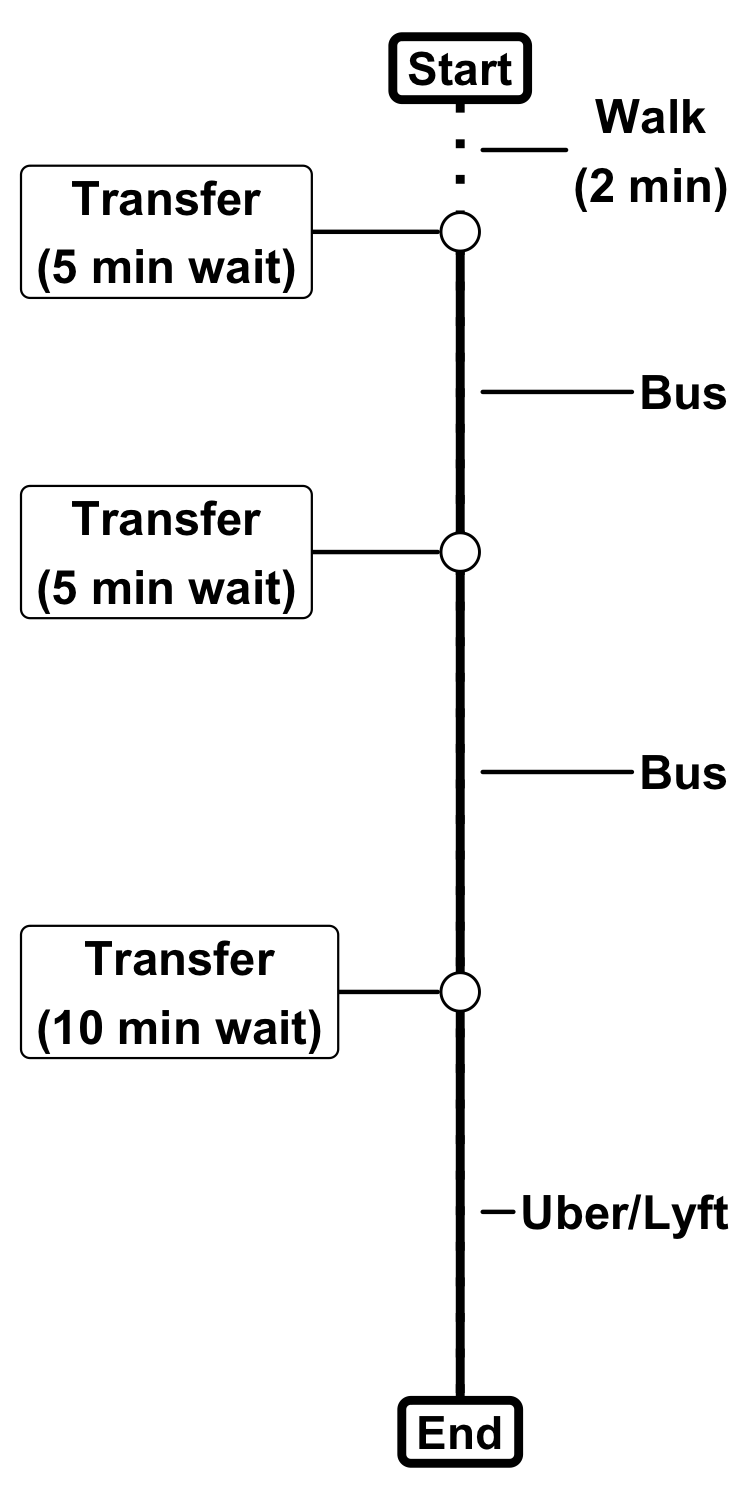 Start
Walk
(2 min)
Transfer
(5 min wait)
Bus
Transfer
(5 min wait)
Bus
Transfer
(10 min wait)
Uber/Lyft
End